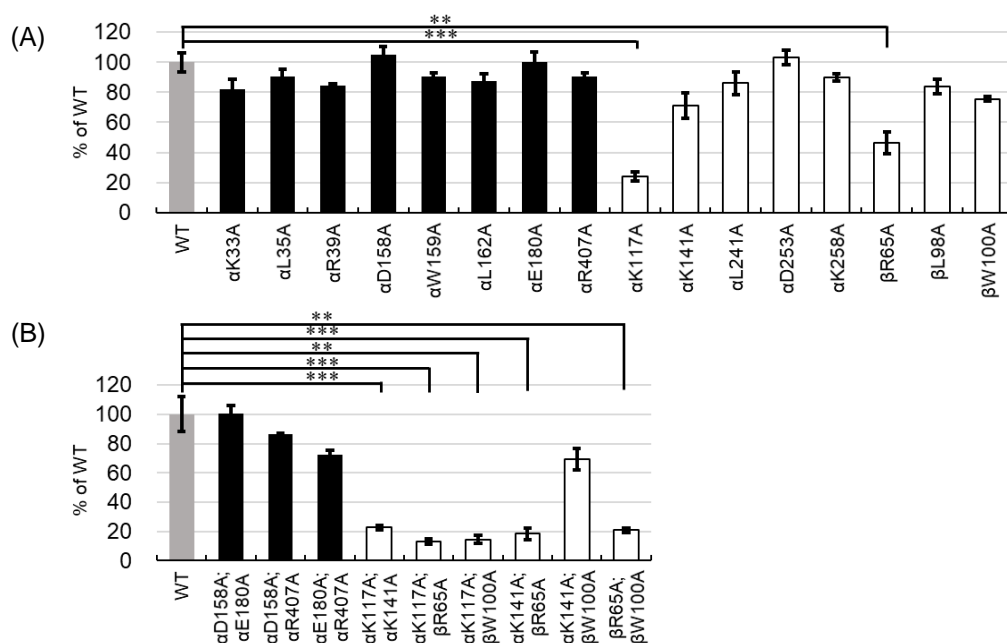 (A)
**
***
120
100
80
60
40
20
0
% of WT
WT
αK33A
αL35A
αR39A
αD158A
αW159A
αL162A
αE180A
αR407A
αK117A
αK141A
αL241A
αD253A
αK258A
βR65A
βL98A
βW100A
(B)
**
***
**
***
***
120
100
80
60
40
20
0
% of WT
WT
αD158A;
αE180A
αD158A;
αR407A
αE180A;
αR407A
αK117A;
αK141A
αK117A;
βR65A
αK117A;
βW100A
αK141A;
βR65A
αK141A;
βW100A
βR65A;
βW100A